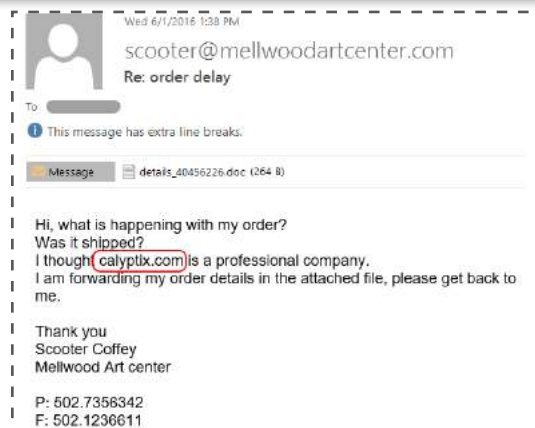 Wed 6/1/2016 1:38 PM
scooter@mellwoodartcenter.com
Re: order delay
To
This message has extra line breaks.
Message details_40456226.doc (264 B)
Hi, what is happening with my order?
Was it shipped?
I thought calyptix.com is a professional company.
I am forwarding my order details in the attached file, please get back to
me.
Thank you
Scooter Coffey
Mellwood Art center
P: 502.7356342
F: 502.1236611